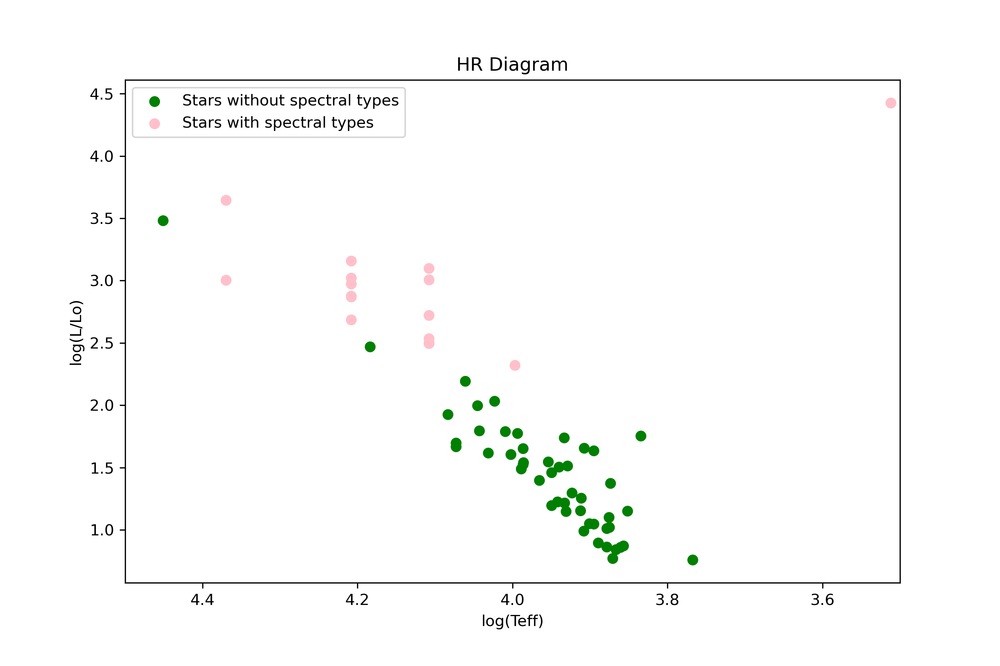 HR Diagram
Stars without spectral types
Stars with spectral types
4.5
4.0
3.5
3.0
2.5
2.0
1.5
1.0
log(L/Lo)
4.4
4.2
4.0
3.8
3.6
log(Teff)